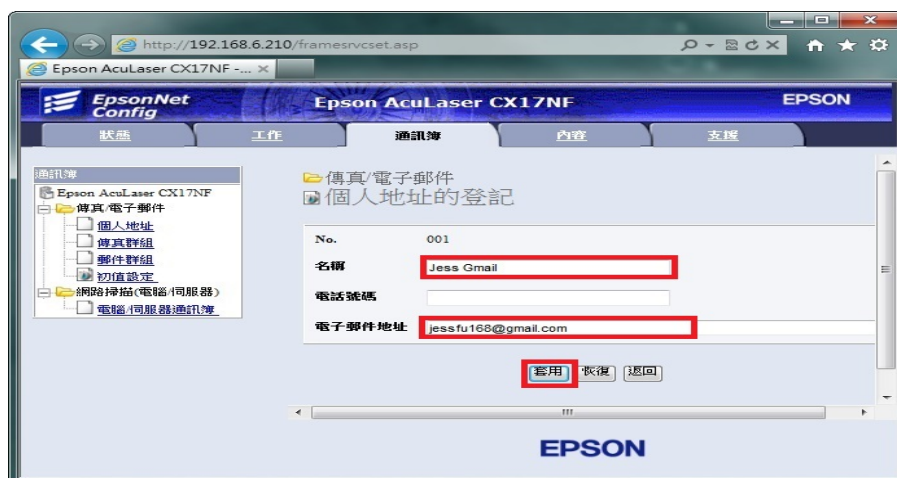 http://192.168.6.210/framesrvcset.asp
Epson AcuLaser CX17NF -...
EpsonNet
Config
Epson AcuLaser CX17NF
EPSON
狀態
工作
通訊簿
內容
支援
通訊簿
Epson AcuLaser CX17NF
傳真/電子郵件
個人地址
傳真群組
郵件群組
初值設定
網路掃描(電腦/伺服器)
電腦/伺服器通訊簿
傳真/電子郵件
個人地址的登記
No. 001
名稱 Jess Gmail
電話號碼
電子郵件地址 jessfu168@gmail.com
套用 恢復 返回
EPSON